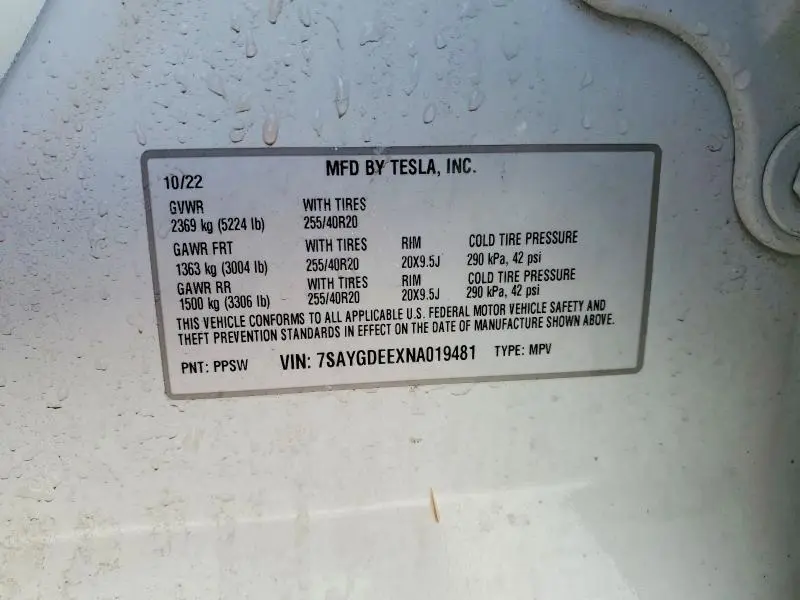 MFD BY TESLA, INC.
10/22
GVWR WITH TIRES
2369 kg (5224 lb) 255/40R20
GAWR FRT WITH TIRES RIM COLD TIRE PRESSURE
1363 kg (3004 lb) 255/40R20 20X9.5J 290 kPa, 42 psi
GAWR RR WITH TIRES RIM COLD TIRE PRESSURE
1500 kg (3306 lb) 255/40R20 20X9.5J 290 kPa, 42 psi
THIS VEHICLE CONFORMS TO ALL APPLICABLE U.S. FEDERAL MOTOR VEHICLE SAFETY AND
THEFT PREVENTION STANDARDS IN EFFECT ON THE DATE OF MANUFACTURE SHOWN ABOVE.
PNT: PPSW VIN: 7SAYGDEEXNA019481 TYPE: MPV